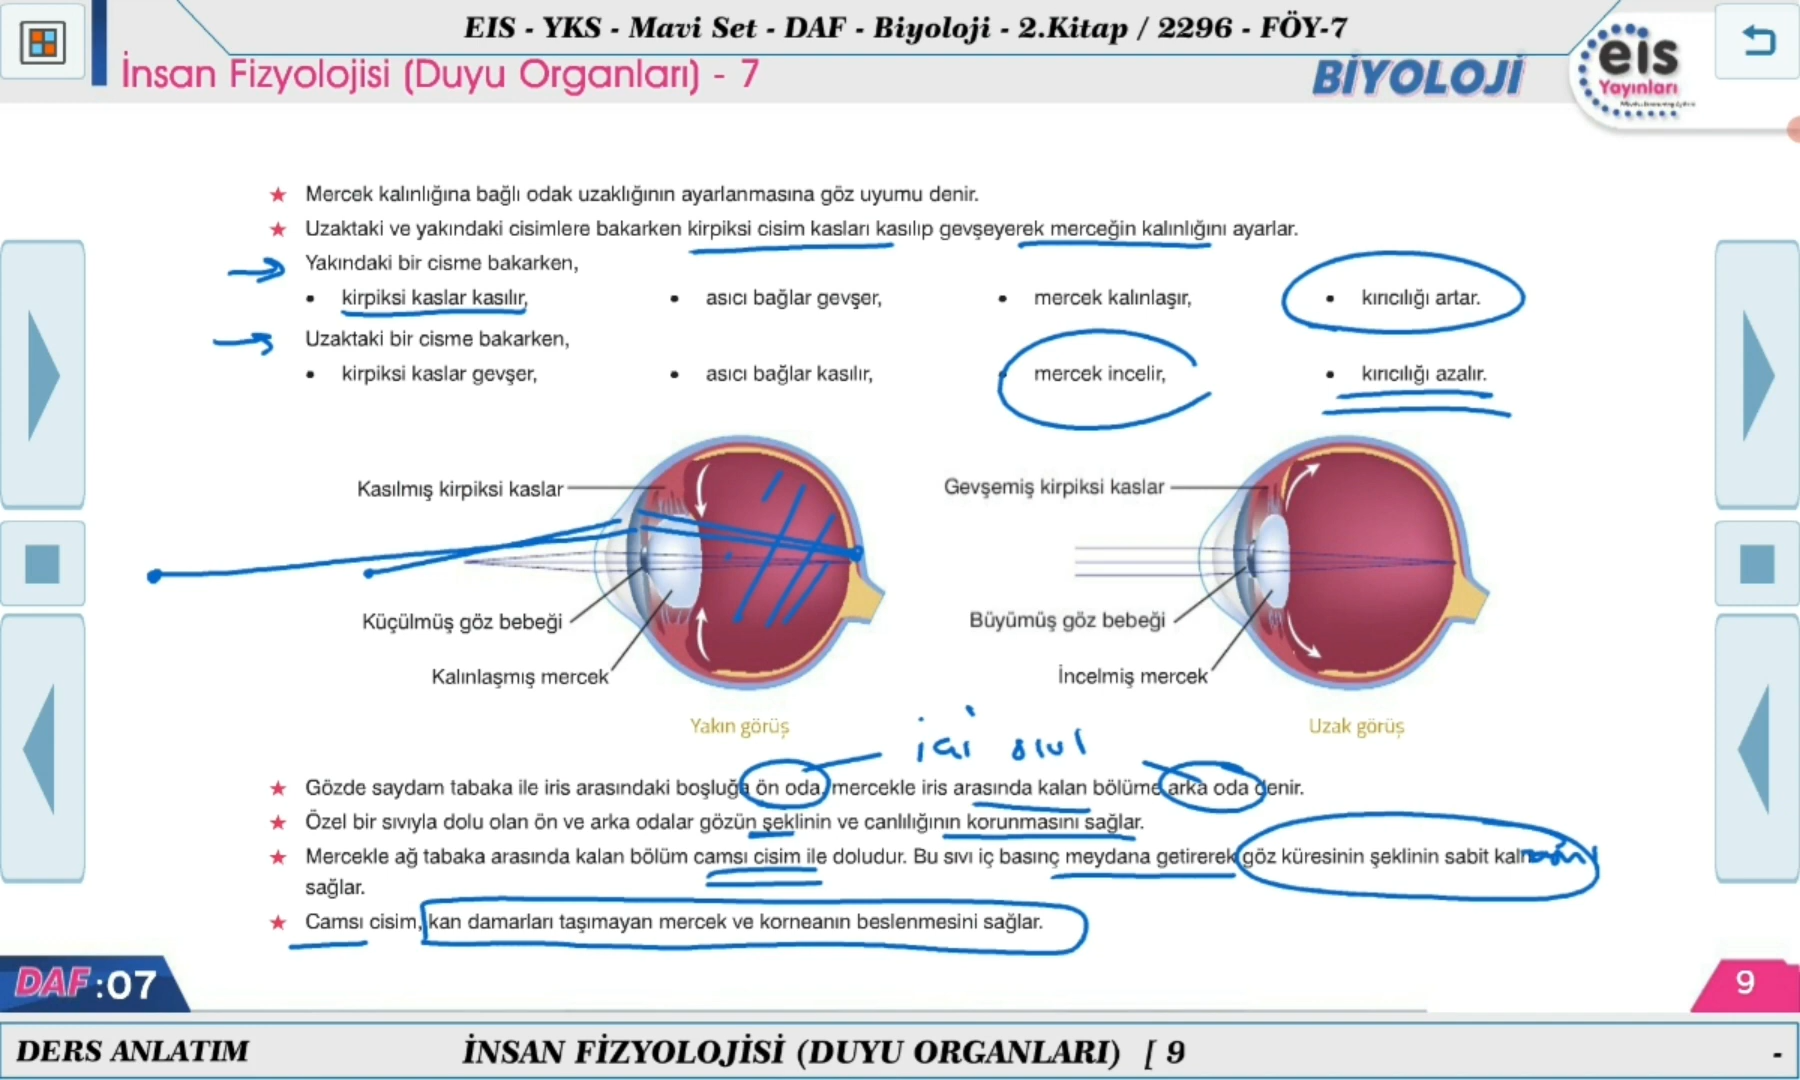 EIS - YKS - Mavi Set - DAF - Biyoloji - 2.Kitap / 2296 - FÖY-7
İnsan Fizyolojisi (Duyu Organları) - 7
BİYOLOJİ
eis
Yayınları
★ Mercek kalınlığına bağlı odak uzaklığının ayarlanmasına göz uyumu denir.
★ Uzaktaki ve yakındaki cisimlere bakarken kirpiksi cisim kasları kasılıp gevşeyerek merceğin kalınlığını ayarlar.
Yakındaki bir cisme bakarken,
• kirpiksi kaslar kasılır, • asıcı bağlar gevşer, • mercek kalınlaşır, • kırıcılığı artar.
Uzaktaki bir cisme bakarken,
• kirpiksi kaslar gevşer, • asıcı bağlar kasılır, • mercek incelir, • kırıcılığı azalır.
Kasılmış kirpiksi kaslar
Küçülmüş göz bebeği
Kalınlaşmış mercek
Yakın görüş
Gevşemiş kirpiksi kaslar
Büyümüş göz bebeği
İncelmiş mercek
Uzak görüş
içi sıvı
★ Gözde saydam tabaka ile iris arasındaki boşluğa ön oda, mercekle iris arasında kalan bölüme arka oda denir.
★ Özel bir sıvıyla dolu olan ön ve arka odalar gözün şeklinin ve canlılığının korunmasını sağlar.
★ Mercekle ağ tabaka arasında kalan bölüm camsı cisim ile doludur. Bu sıvı iç basınç meydana getirerek göz küresinin şeklinin sabit
sağlar.
★ Camsı cisim, kan damarları taşımayan mercek ve korneanın beslenmesini sağlar.
DAF :07
9
DERS ANLATIM İNSAN FİZYOLOJİSİ (DUYU ORGANLARI) [ 9 -